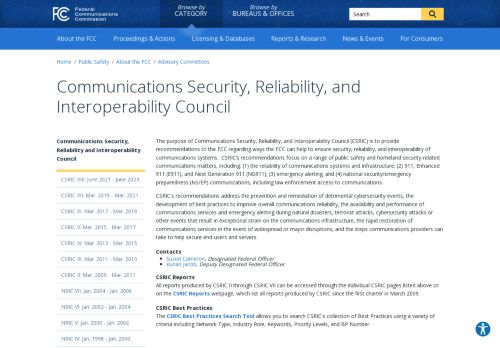 FCC
Federal
Communications
Commission
Browse by
CATEGORY
Browse by
BUREAUS & OFFICES
Search
About the FCC
Proceedings & Actions
Licensing & Databases
Reports & Research
News & Events
For Consumers
Home / Public Safety / About the FCC / Advisory Committees
Communications Security, Reliability, and
Interoperability Council
Communications Security,
Reliability and Interoperability
Council
CSRIC VIII: June 2021 - June 2023
CSRIC VII: Mar. 2019 - Mar. 2021
CSRIC VI: Mar. 2017 - Mar. 2019
CSRIC V: Mar. 2015 - Mar. 2017
CSRIC IV: Mar. 2013 - Mar. 2015
CSRIC III: Mar. 2011 - Mar. 2013
CSRIC II: Mar. 2009 - Mar. 2011
NRIC VII: Jan. 2004 - Jan. 2006
NRIC VI: Jan. 2002 - Jan. 2004
NRIC V: Jan. 2000 - Jan. 2002
NRIC IV: Jan. 1998 - Jan. 2000
The purpose of Communications Security, Reliability, and Interoperability Council (CSRIC) is to provide
recommendations to the FCC regarding ways the FCC can help to ensure security, reliability, and interoperability of
communications systems. CSRIC's recommendations focus on a range of public safety and homeland security-related
communications matters, including: (1) the reliability of communications systems and infrastructure; (2) 911, Enhanced
911 (E911), and Next Generation 911 (NG911); (3) emergency alerting; and (4) national security/emergency
preparedness (NS/EP) communications, including law enforcement access to communications.
CSRIC's recommendations address the prevention and remediation of detrimental cybersecurity events, the
development of best practices to improve overall communications reliability, the availability and performance of
communications services and emergency alerting during natural disasters, terrorist attacks, cybersecurity attacks or
other events that result in exceptional strain on the communications infrastructure, the rapid restoration of
communications services in the event of widespread or major disruptions, and the steps communications providers can
take to help secure end-users and servers.
Contacts
Suzon Cameron, Designated Federal Officer
Kurian Jacob, Deputy Designated Federal Officer
CSRIC Reports
All reports produced by CSRIC II through CSRIC VII can be accessed through the individual CSRIC pages listed above or
on the CSRIC Reports webpage, which list all reports produced by CSRIC since the first charter in March 2009.
CSRIC Best Practices
The CSRIC Best Practices Search Tool allows you to search CSRIC's collection of Best Practices using a variety of
criteria including Network Type, Industry Role, Keywords, Priority Levels, and BP Number.